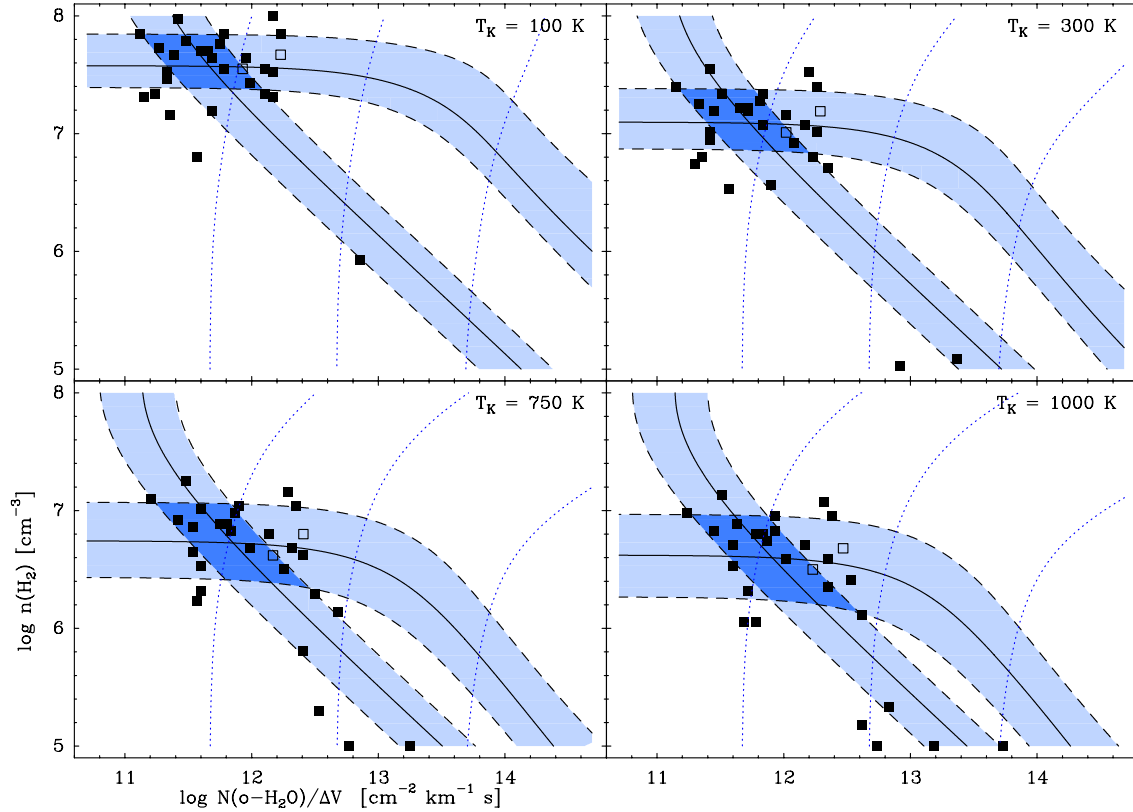 T_K = 100 K
T_K = 300 K
8
7
6
5
T_K = 750 K
T_K = 1000 K
8
7
6
5
log n(H₂) [cm⁻³]
11 12 13 14 11 12 13 14
log N(o−H₂O)/ΔV [cm⁻² km⁻¹ s]